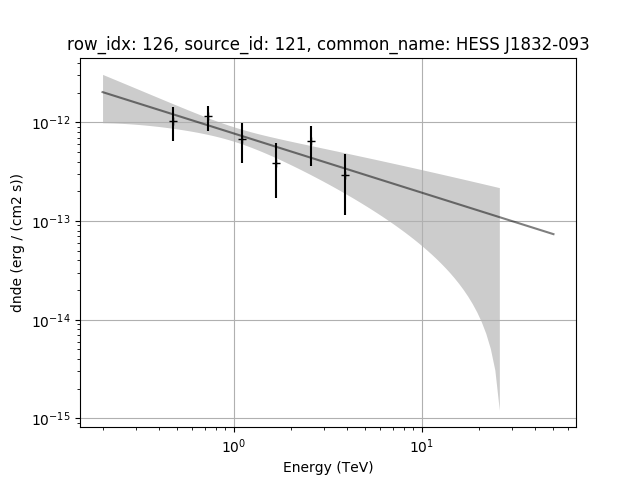 row_idx: 126, source_id: 121, common_name: HESS J1832-093
10⁻¹²
10⁻¹³
10⁻¹⁴
10⁻¹⁵
dnde (erg / (cm2 s))
10⁰ 10¹
Energy (TeV)